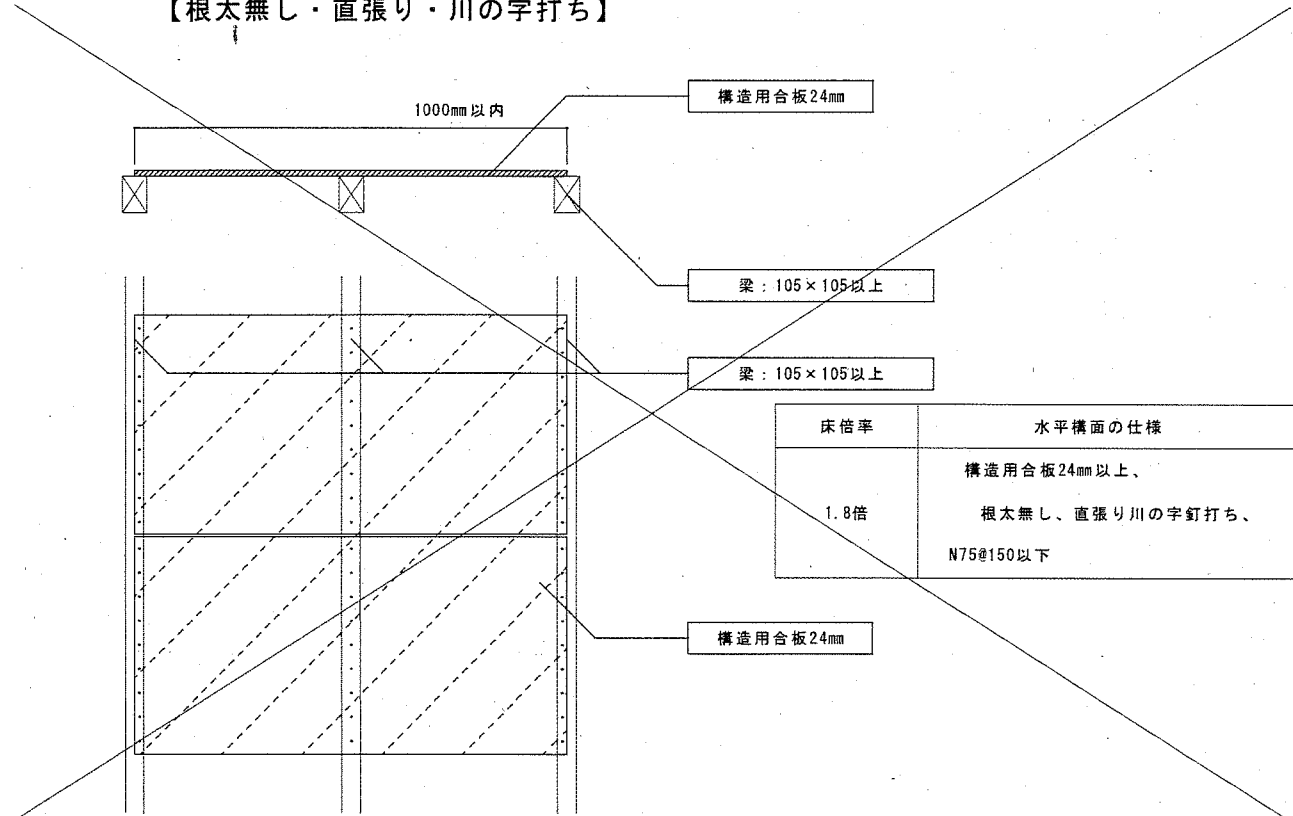 【根太無し・直張り・川の字打ち】
構造用合板24mm
1000mm以内
梁：105×105以上
梁：105×105以上
床倍率
水平構面の仕様
構造用合板24mm以上、
1.8倍
根太無し、直張り川の字釘打ち、
N75@150以下
構造用合板24mm